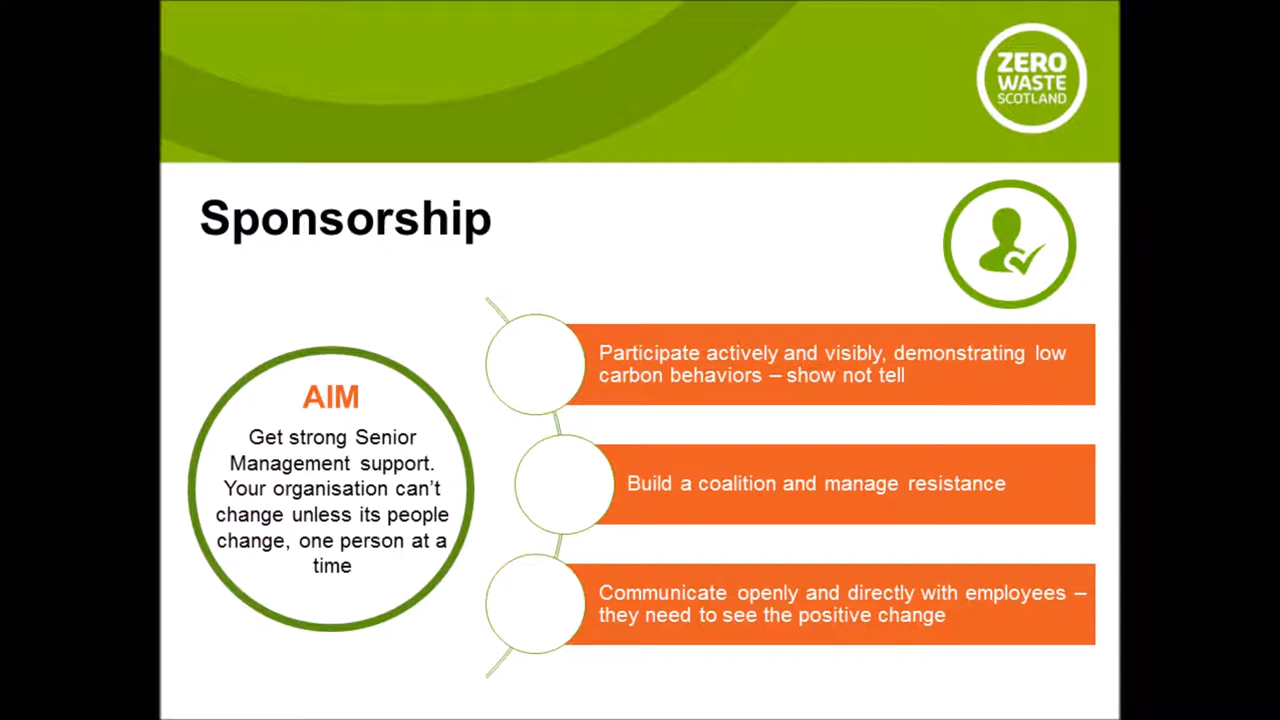 ZERO
WASTE
SCOTLAND
Sponsorship
AIM
Get strong Senior
Management support.
Your organisation can’t
change unless its people
change, one person at a
time
Participate actively and visibly, demonstrating low
carbon behaviors – show not tell
Build a coalition and manage resistance
Communicate openly and directly with employees –
they need to see the positive change